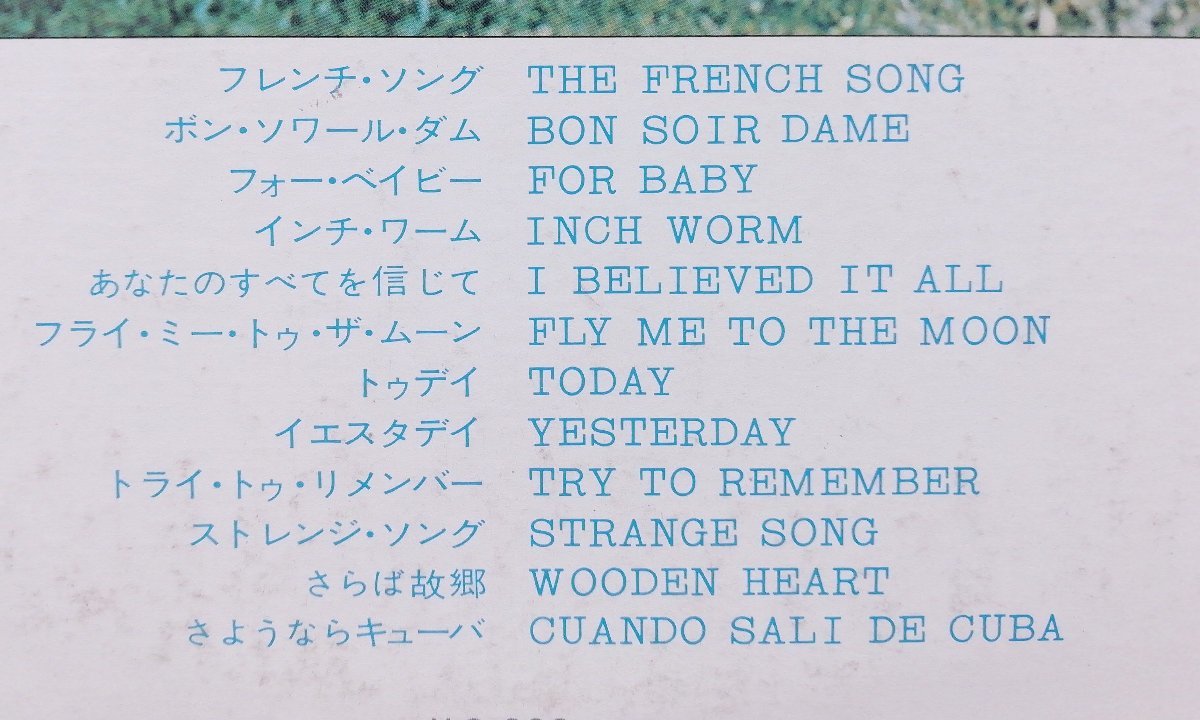 フレンチ・ソング THE FRENCH SONG
ボン・ソワール・ダム BON SOIR DAME
フォー・ベイビー FOR BABY
インチ・ワーム INCH WORM
あなたのすべてを信じて I BELIEVED IT ALL
フライ・ミー・トゥ・ザ・ムーン FLY ME TO THE MOON
トゥデイ TODAY
イエスタデイ YESTERDAY
トライ・トゥ・リメンバー TRY TO REMEMBER
ストレンジ・ソング STRANGE SONG
さらば故郷 WOODEN HEART
さようならキューバ CUANDO SALI DE CUBA